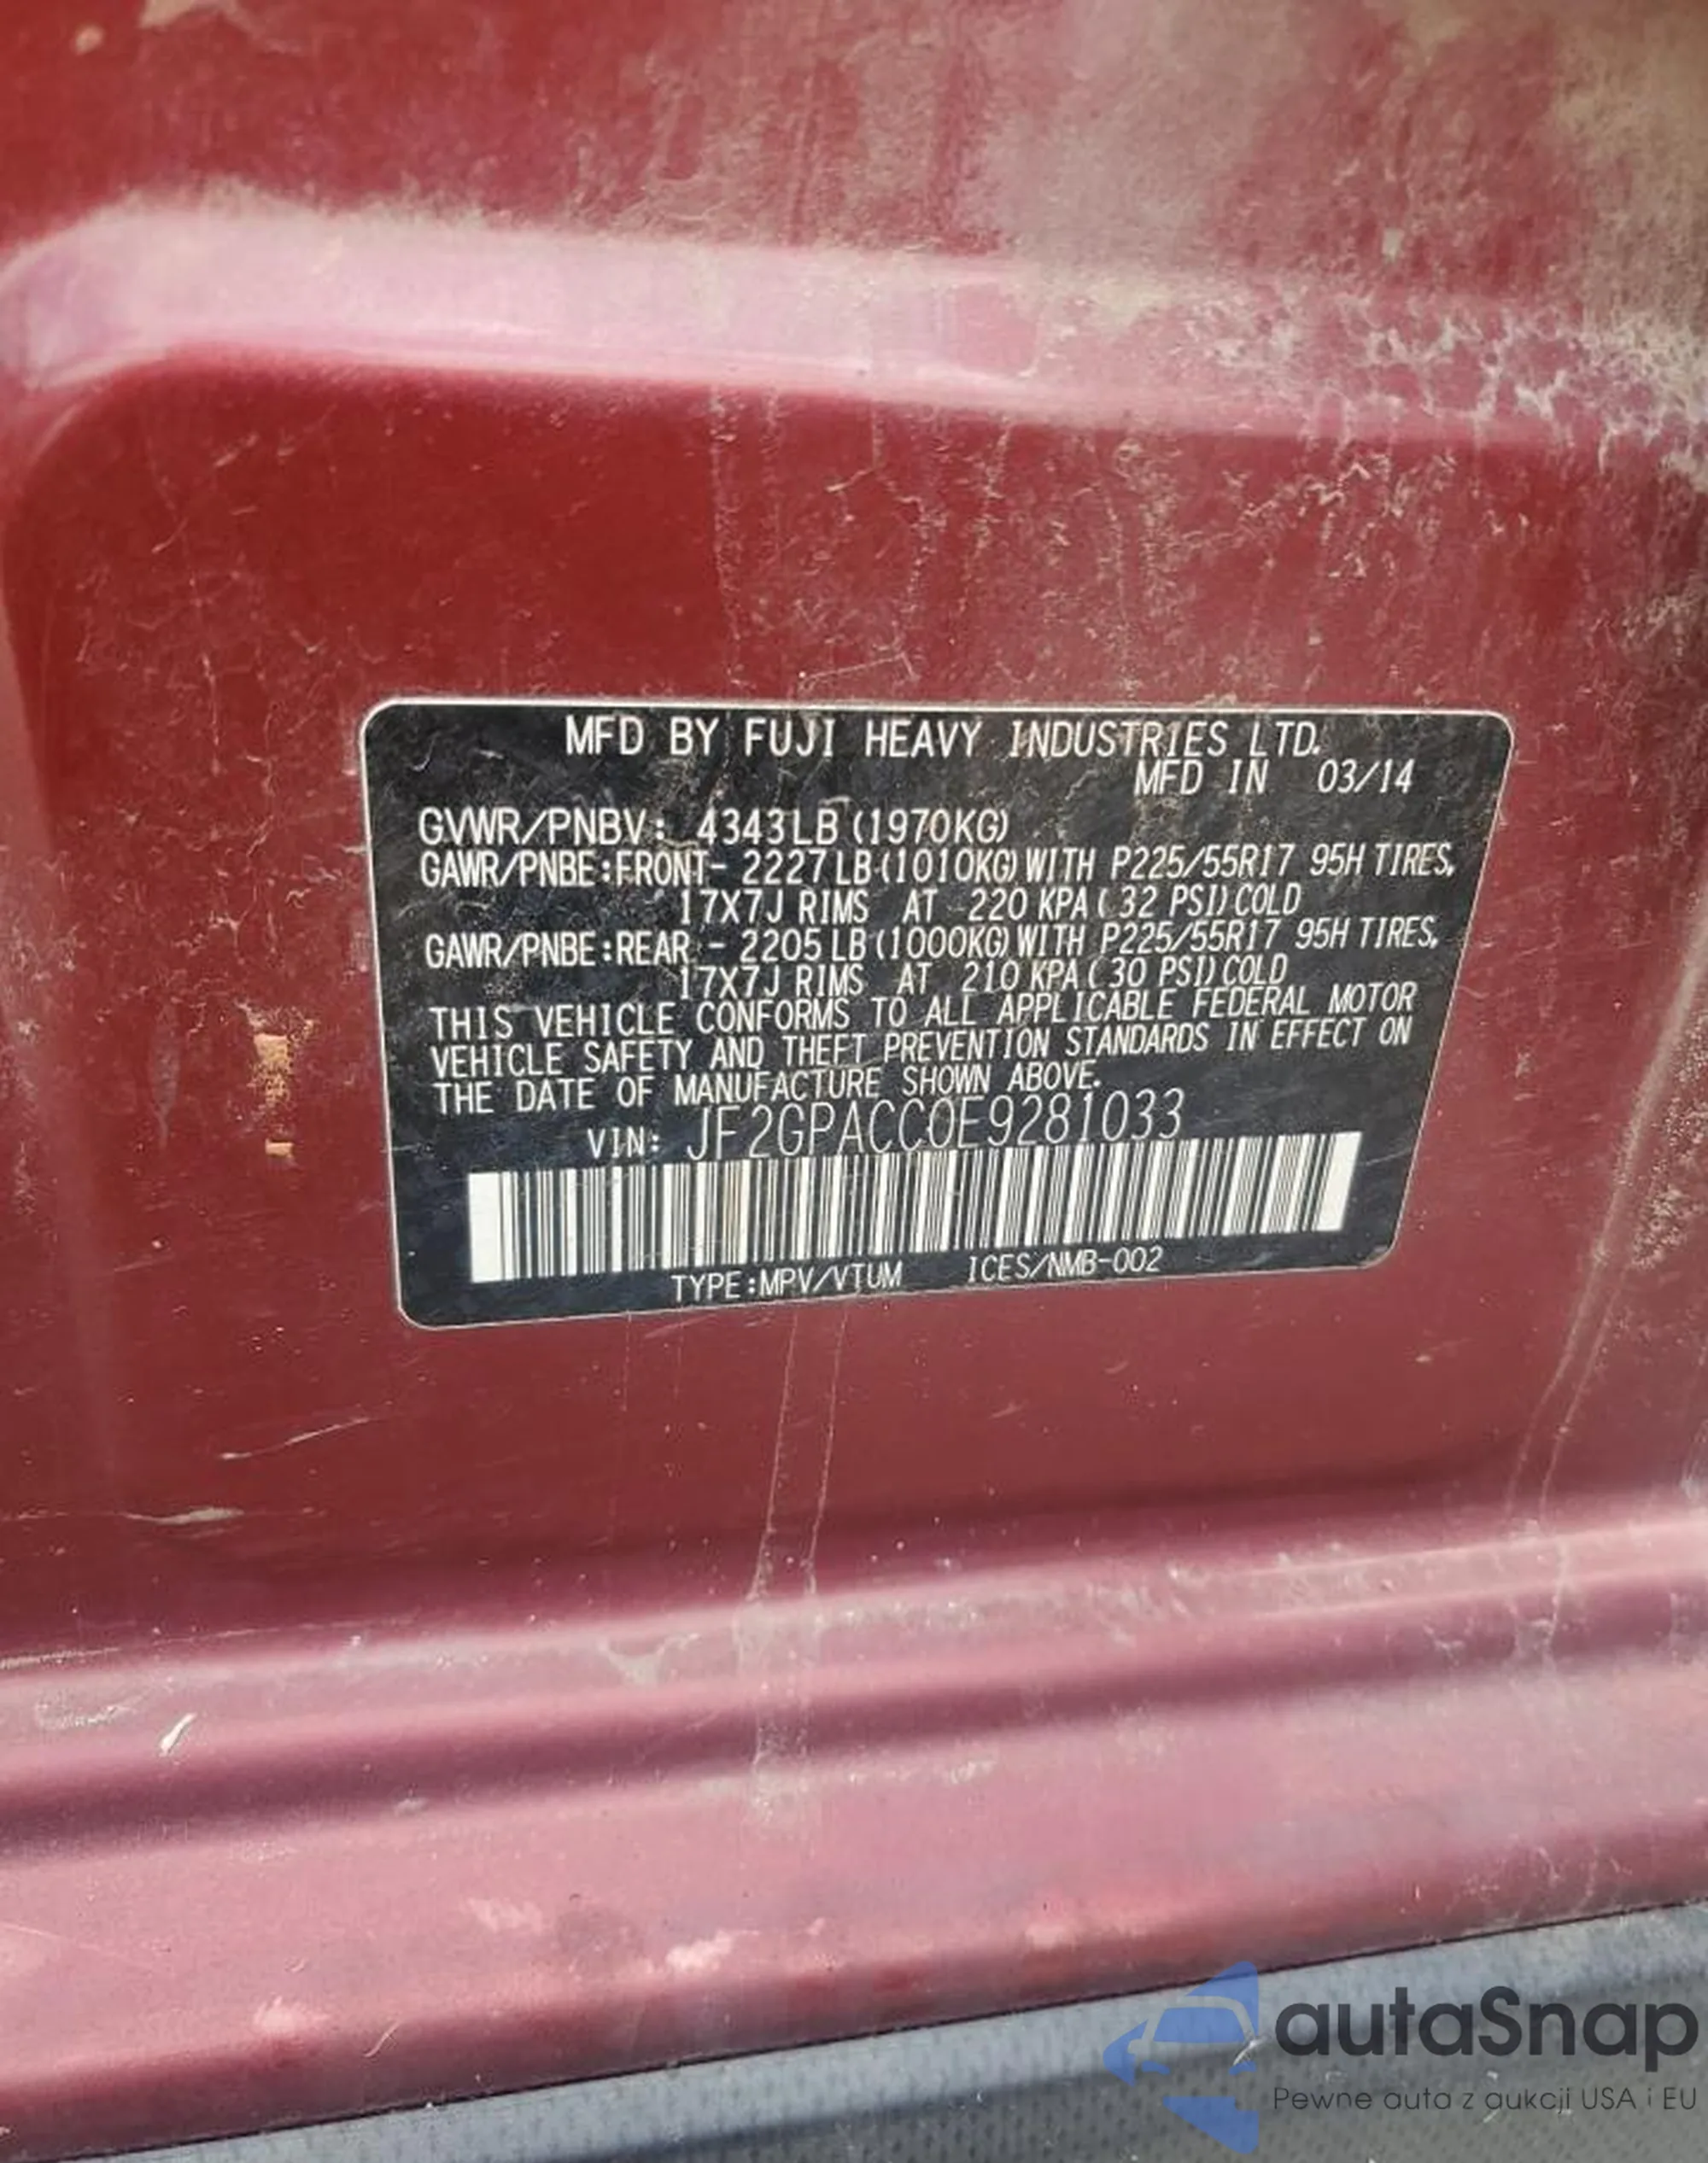 MFD BY FUJI HEAVY INDUSTRIES LTD.
MFD IN 03/14
GVWR/PNBV: 4343LB (1970KG)
GAWR/PNBE:FRONT- 2227LB (1010KG) WITH P225/55R17 95H TIRES,
17X7J RIMS AT 220 KPA ( 32 PSI) COLD
GAWR/PNBE:REAR - 2205LB (1000KG) WITH P225/55R17 95H TIRES,
17X7J RIMS AT 210 KPA ( 30 PSI) COLD
THIS VEHICLE CONFORMS TO ALL APPLICABLE FEDERAL MOTOR
VEHICLE SAFETY AND THEFT PREVENTION STANDARDS IN EFFECT ON
THE DATE OF MANUFACTURE SHOWN ABOVE.
VIN: JF2GPACC0E9281033
TYPE:MPV/VTUM ICES/NMB-002
autaSnap
Pewne auta z aukcji USA i EU